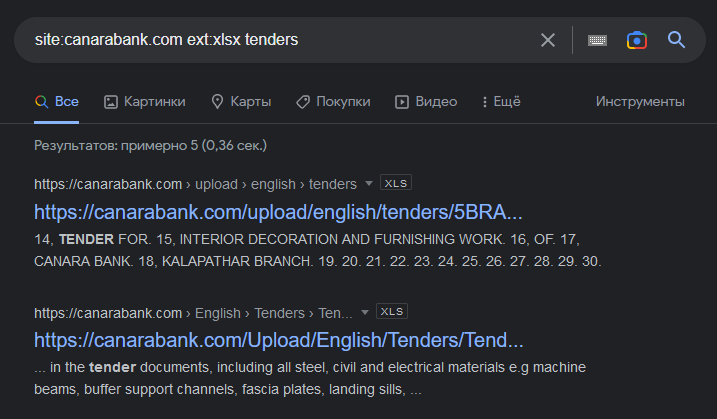 site:canarabank.com ext:xlsx tenders
Все Картинки Карты Покупки Видео Ещё Инструменты
Результатов: примерно 5 (0,36 сек.)
https://canarabank.com › upload › english › tenders XLS
https://canarabank.com/upload/english/tenders/5BRA...
14, TENDER FOR. 15, INTERIOR DECORATION AND FURNISHING WORK. 16, OF. 17,
CANARA BANK. 18, KALAPATHAR BRANCH. 19. 20. 21. 22. 23. 24. 25. 26. 27. 28. 29. 30.
https://canarabank.com › English › Tenders › Ten... XLS
https://canarabank.com/Upload/English/Tenders/Tend...
... in the tender documents, including all steel, civil and electrical materials e.g machine
beams, buffer support channels, fascia plates, landing sills, ...